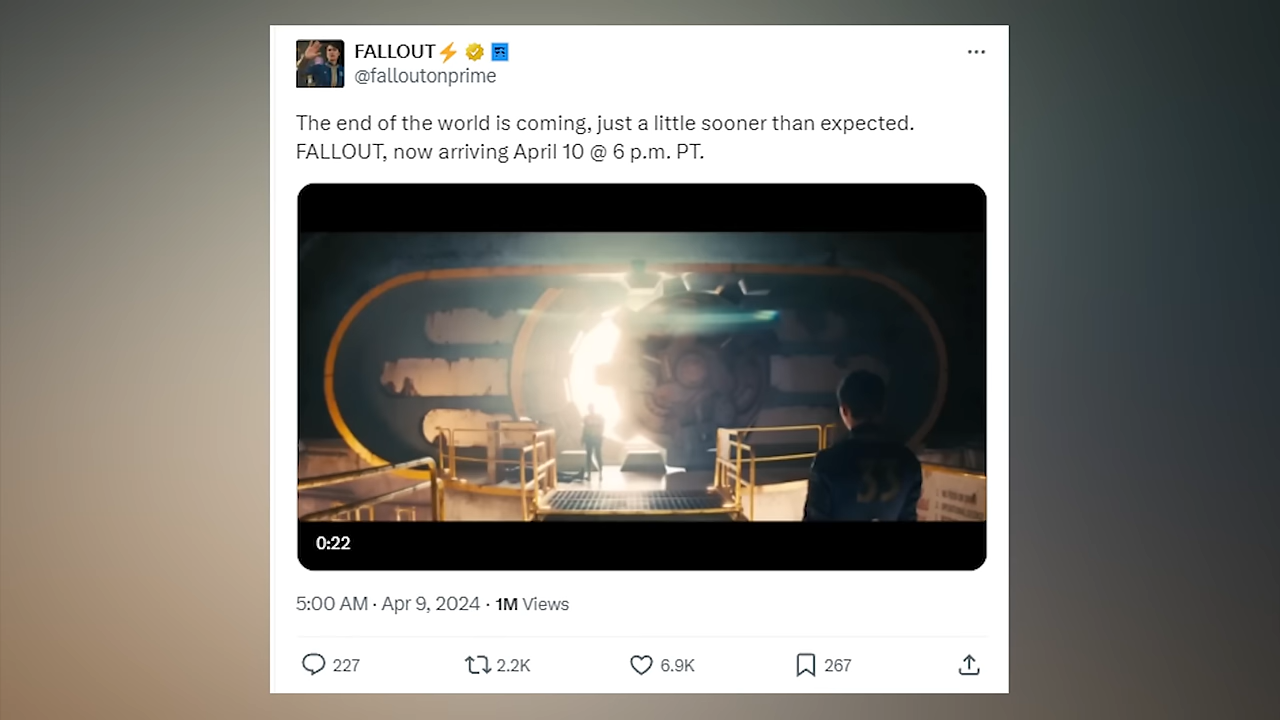 FALLOUT⚡
@falloutonprime
The end of the world is coming, just a little sooner than expected.
FALLOUT, now arriving April 10 @ 6 p.m. PT.
33
0:22
5:00 AM · Apr 9, 2024 · 1M Views
227 2.2K 6.9K 267